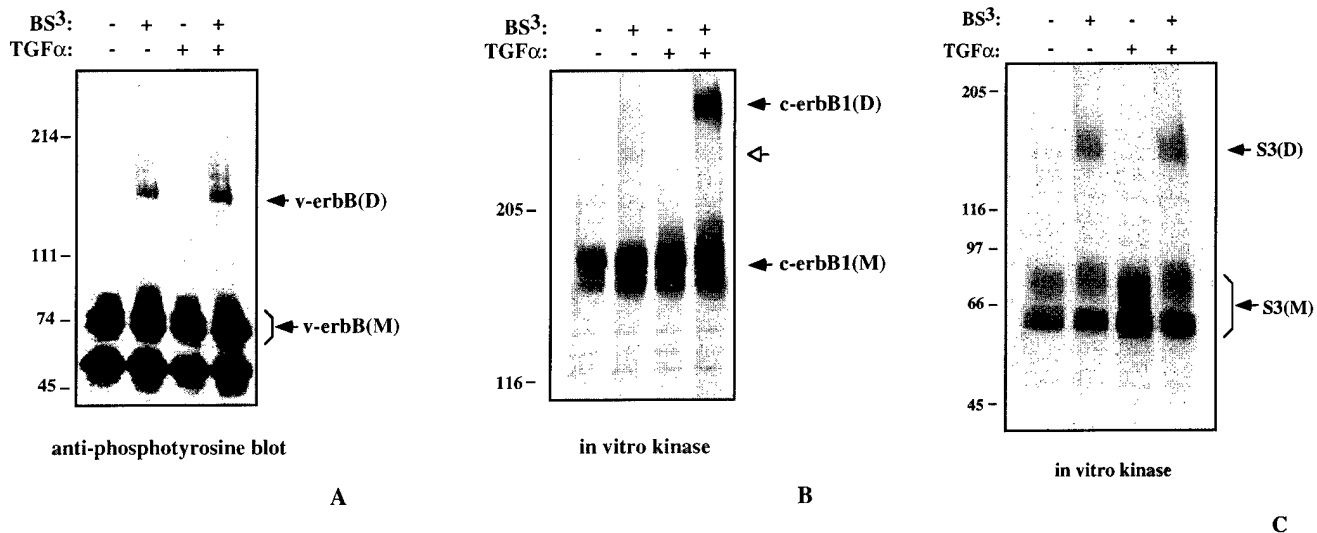 BS3: - + - +
TGFα: - - + +
214 –
v-erbB(D)
111 –
74 –
v-erbB(M)
45 –
anti-phosphotyrosine blot
A
BS3: - + - +
TGFα: - - + +
c-erbB1(D)
205 –
c-erbB1(M)
116 –
in vitro kinase
B
BS3: - + - +
TGFα: - - + +
205 –
S3(D)
116 –
97 –
66 –
S3(M)
45 –
in vitro kinase
C